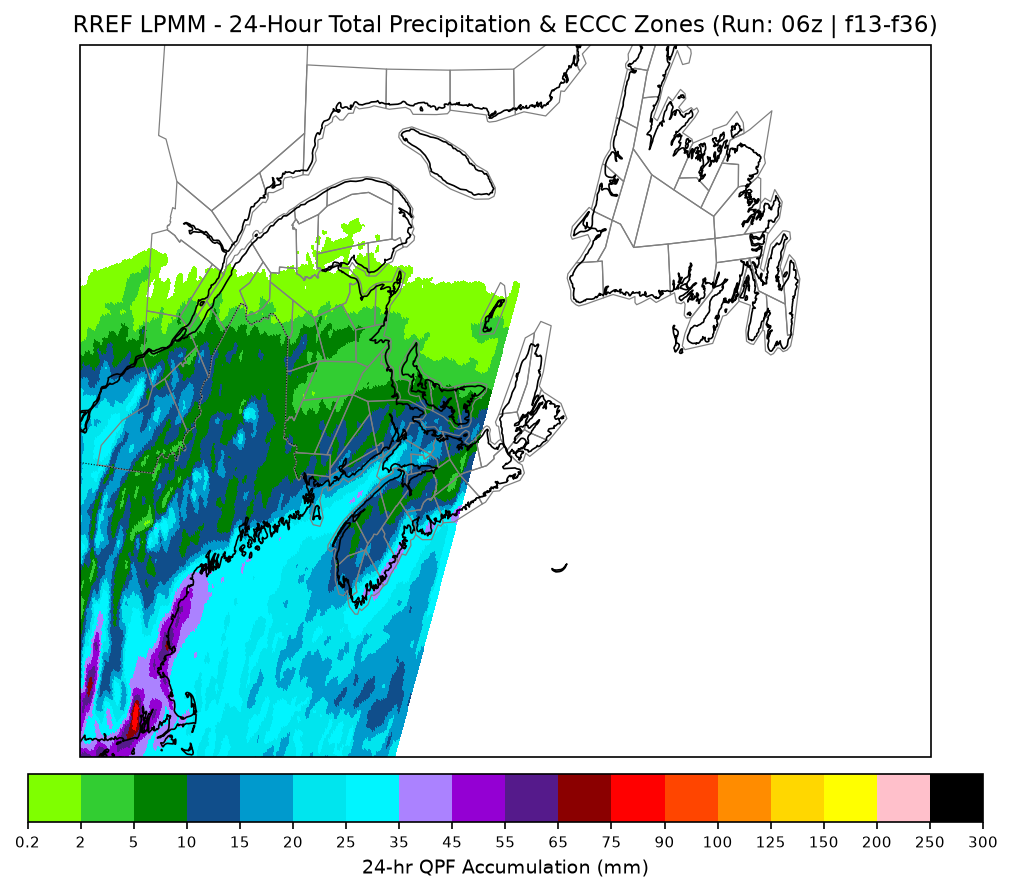 RREF LPMM - 24-Hour Total Precipitation & ECCC Zones (Run: 06z | f13-f36)
0.2 2 5 10 15 20 25 35 45 55 65 85 90 100 125 150 200 250 300
24-hr QPF Accumulation (mm)